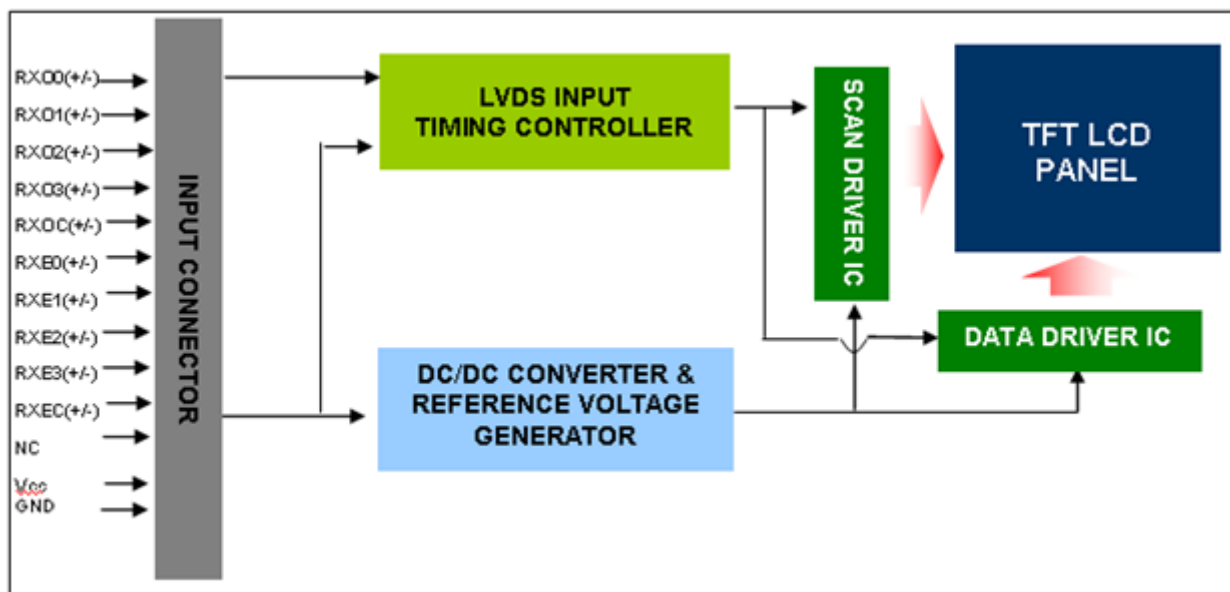 RXO0(+/-)
RXO1(+/-)
RXO2(+/-)
RXO3(+/-)
RXOC(+/-)
RXE0(+/-)
RXE1(+/-)
RXE2(+/-)
RXE3(+/-)
RXEC(+/-)
NC
Vcc
GND
INPUT CONNECTOR
LVDS INPUT
TIMING CONTROLLER
DC/DC CONVERTER &
REFERENCE VOLTAGE
GENERATOR
SCAN DRIVER IC
TFT LCD
PANEL
DATA DRIVER IC